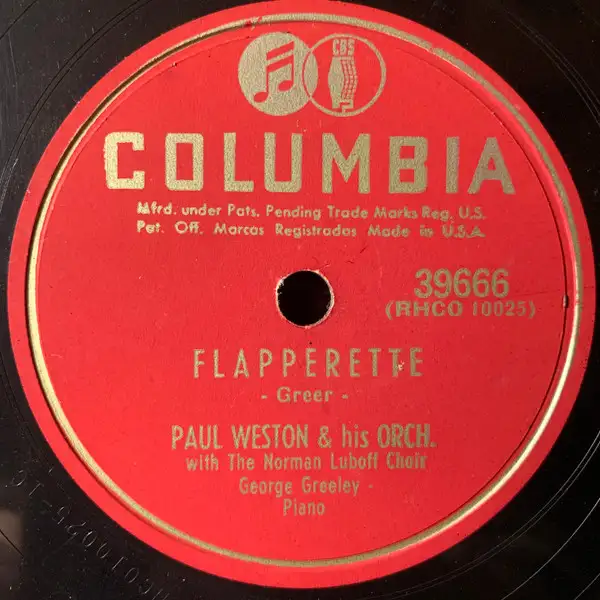 CBS
COLUMBIA
Mfrd. under Pats. Pending Trade Marks Reg. U.S.
Pat. Off. Marcas Registradas Made in U.S.A.
39666
(RHCO 10025)
FLAPPERETTE
- Greer -
PAUL WESTON & his ORCH.
with The Norman Luboff Choir
George Greeley -
Piano